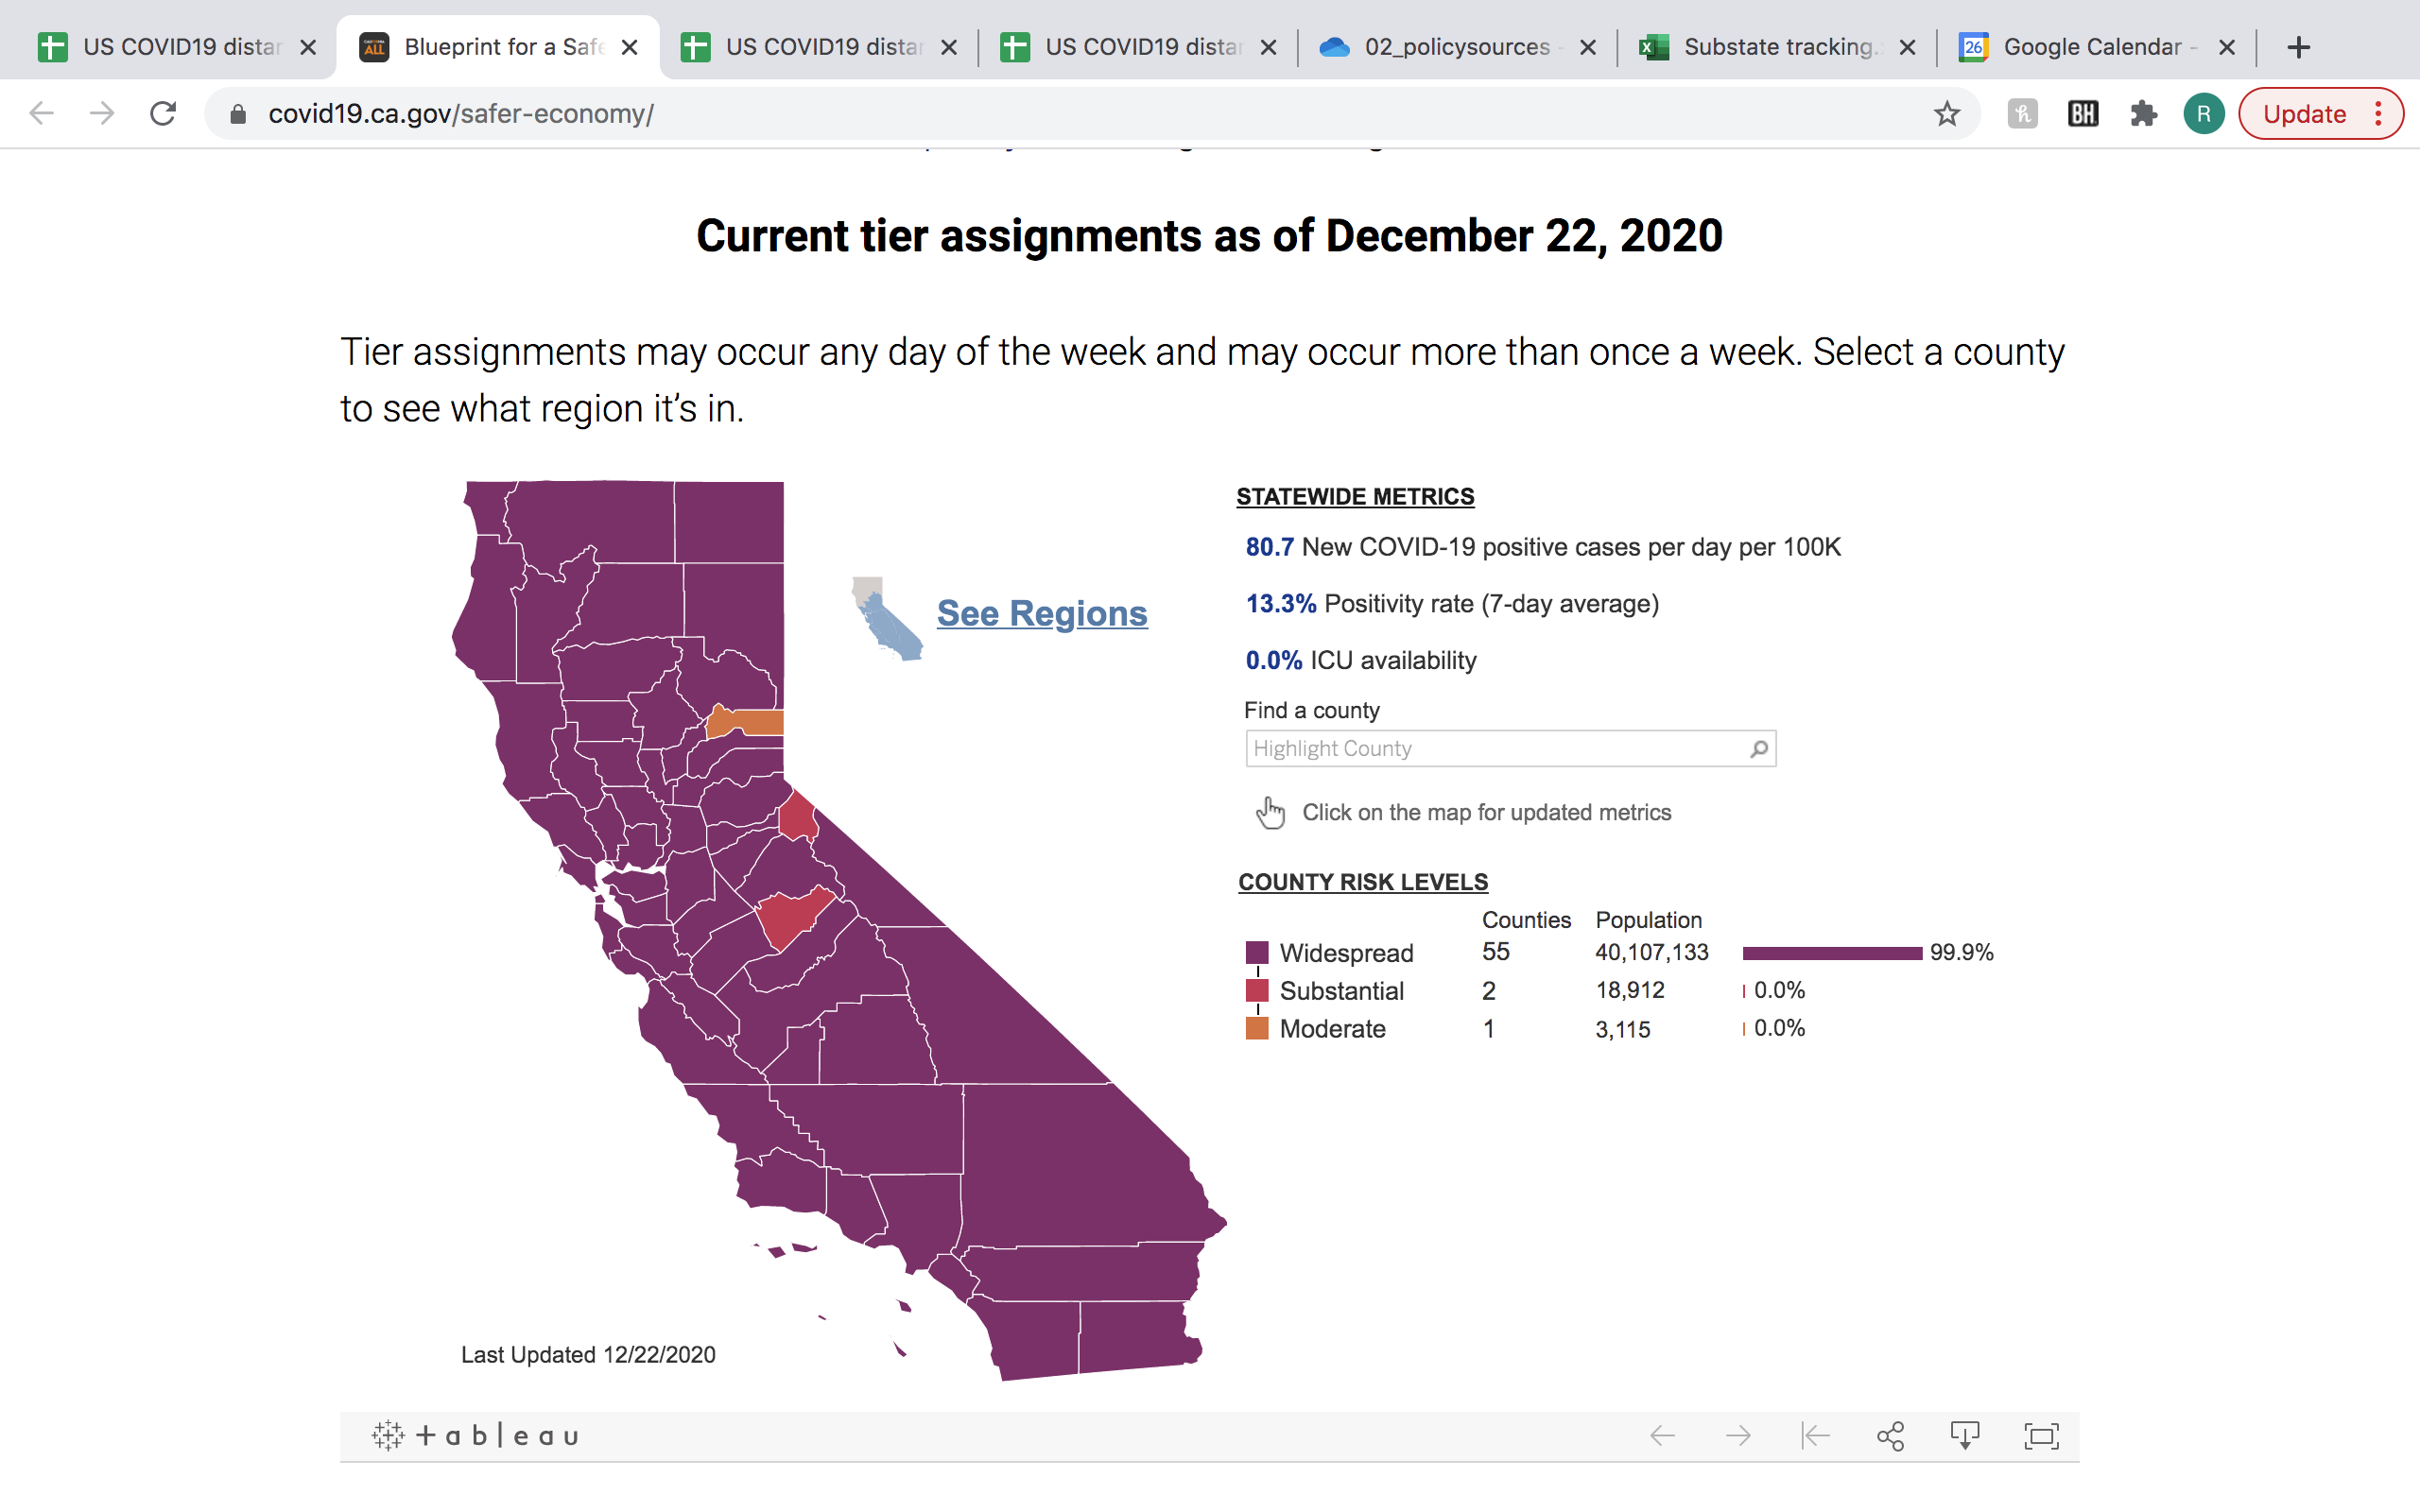 US COVID19 distar
Blueprint for a Safe
US COVID19 distar
US COVID19 distar
02_policysources -
Substate tracking.
26
Google Calendar -
covid19.ca.gov/safer-economy/
BH
R
Update
Current tier assignments as of December 22, 2020
Tier assignments may occur any day of the week and may occur more than once a week. Select a county
to see what region it’s in.
See Regions
STATEWIDE METRICS
80.7 New COVID-19 positive cases per day per 100K
13.3% Positivity rate (7-day average)
0.0% ICU availability
Find a county
Highlight County
Click on the map for updated metrics
COUNTY RISK LEVELS
Counties Population
Widespread 55 40,107,133 99.9%
Substantial 2 18,912 0.0%
Moderate 1 3,115 0.0%
Last Updated 12/22/2020
+ableau